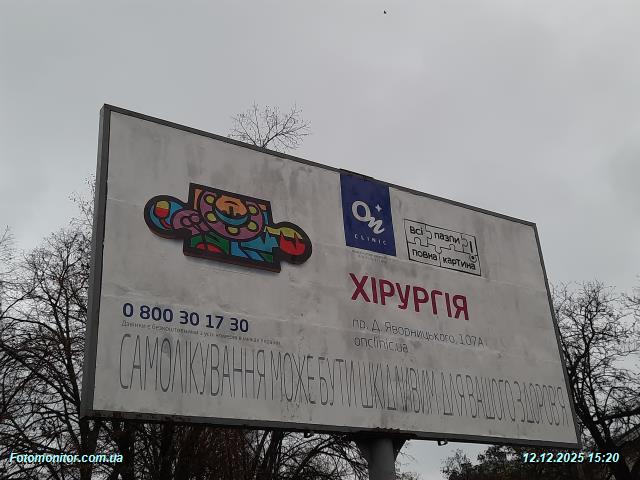 On
CLINIC
Всі пазли
повна картина
ХІРУРГІЯ
0 800 30 17 30
пр. Д. Яворницького, 107А
onclinic.ua
САМОЛІКУВАННЯ МОЖЕ БУТИ ШКІДЛИВИМ ДЛЯ ВАШОГО ЗДОРОВ'Я
Fotomonitor.com.ua
12.12.2025 15:20